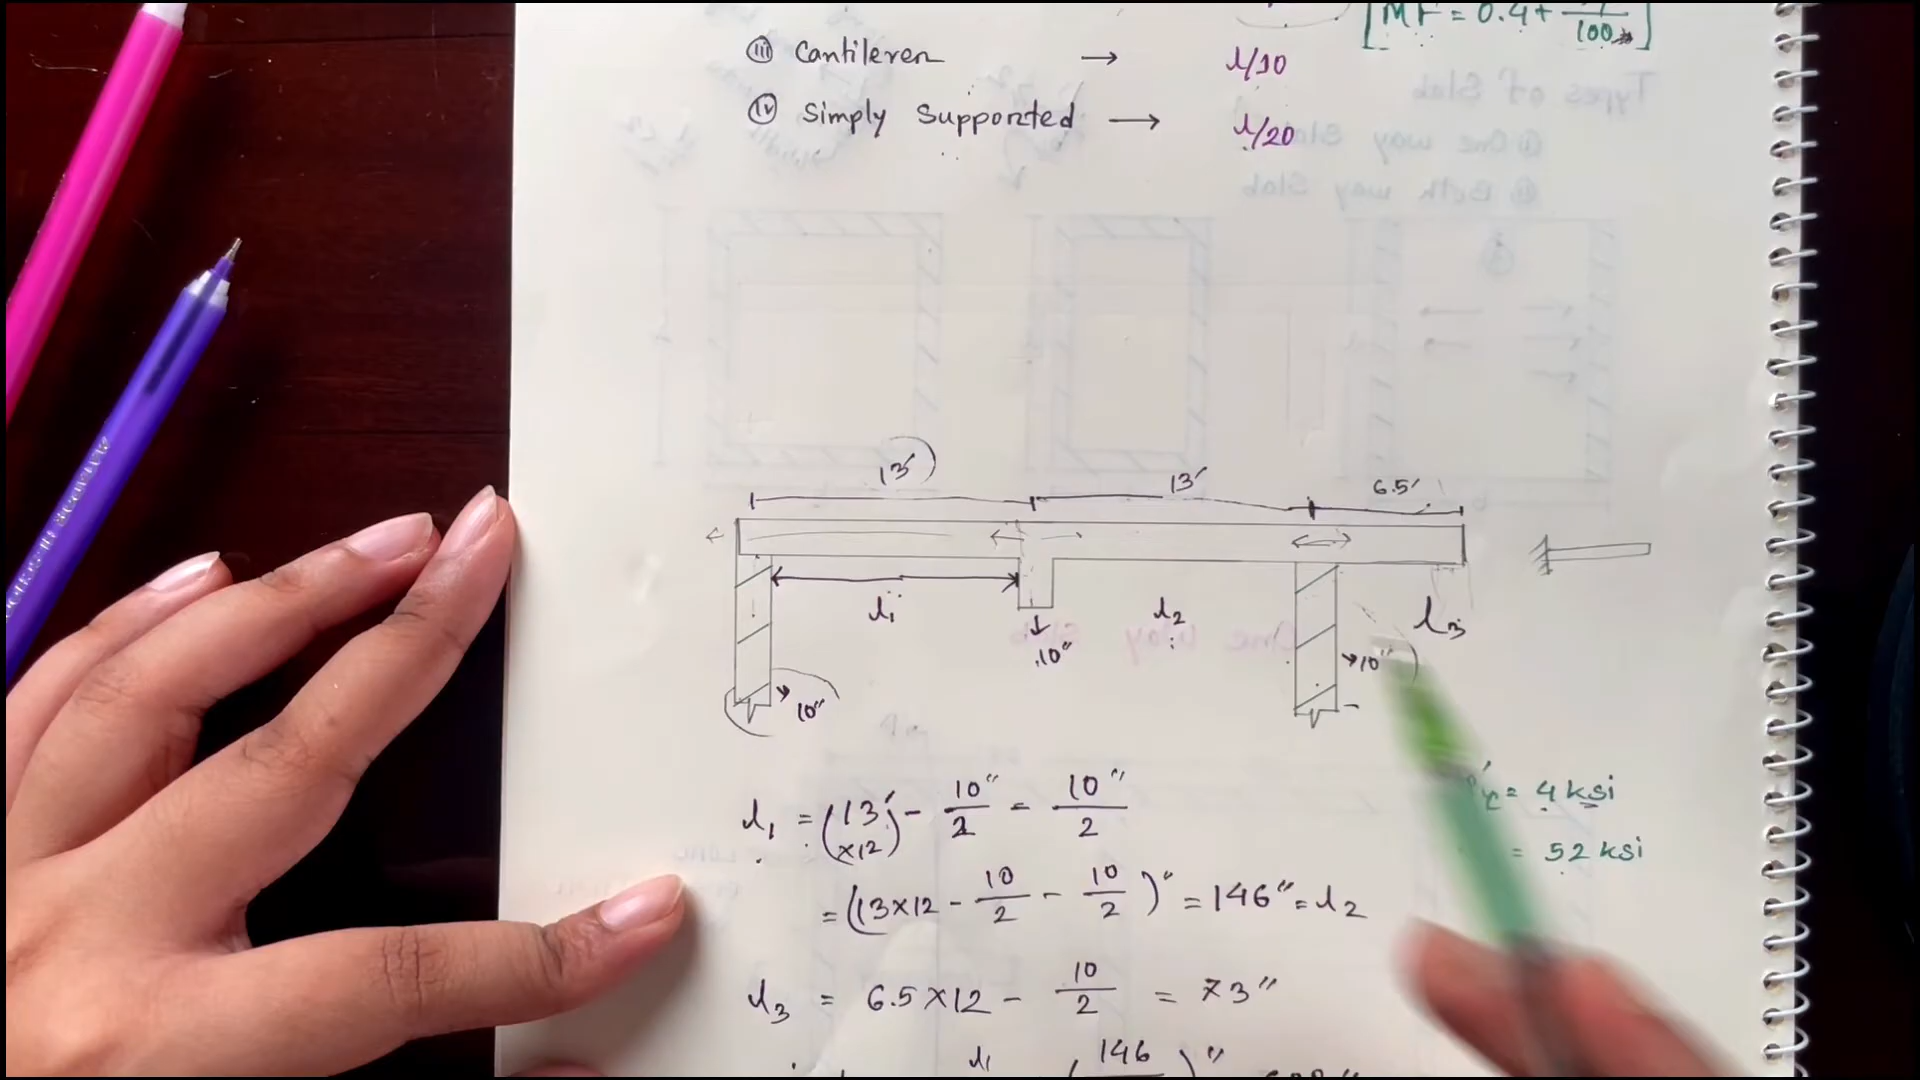 [MF = 0.4 + /100]
(iii) Cantilever → l/10
(iv) Simply Supported → l/20
13' 13' 6.5'
l₁ l₂ l₃
10"
10"
10"
f'c = 4 ksi
= 52 ksi
l₁ = (13' × 12) - 10"/2 - 10"/2
= (13×12 - 10/2 - 10/2)" = 146" = l₂
l₃ = 6.5×12 - 10/2 = 73"
l₁ (146 )"